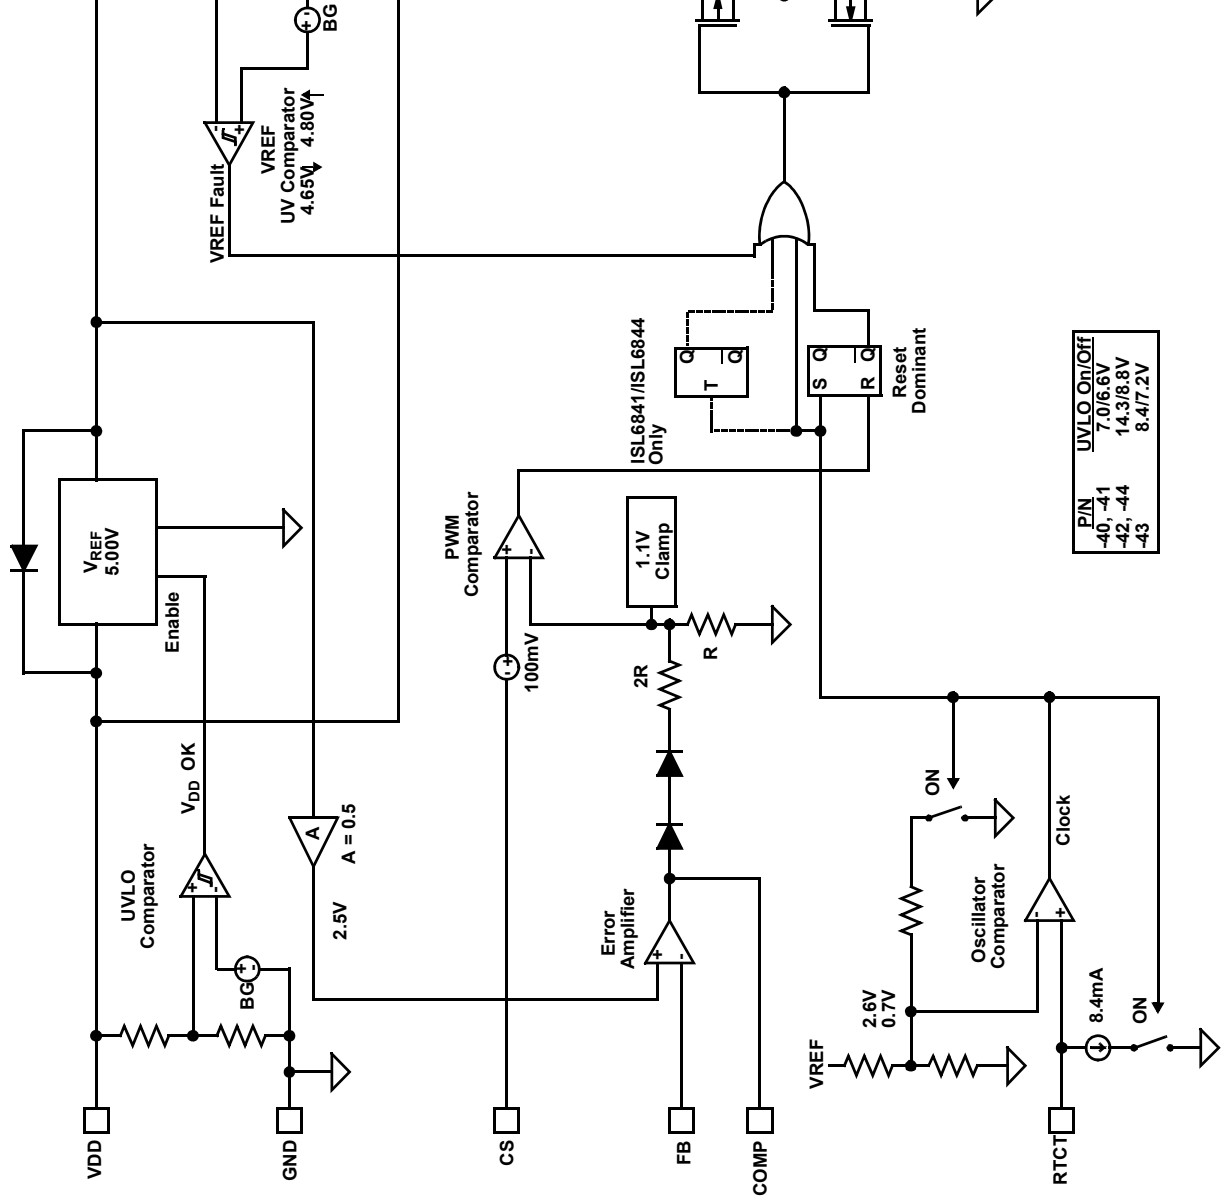 BG
VREF Fault
VREF
UV Comparator
4.65V 4.80V
VREF
5.00V
Enable
VDD OK
UVLO
Comparator
BG
A
A = 0.5
2.5V
VDD
GND
PWM
Comparator
100mV
1.1V
Clamp
2R
R
Error
Amplifier
CS
FB
COMP
ISL6841/ISL6844
Only
T
Q
Q
S Q
R Q
Reset
Dominant
ON
Clock
Oscillator
Comparator
2.6V
0.7V
VREF
8.4mA
ON
RTCT
P/N UVLO On/Off
-40, -41 7.0/6.6V
-42, -44 14.3/8.8V
-43 8.4/7.2V